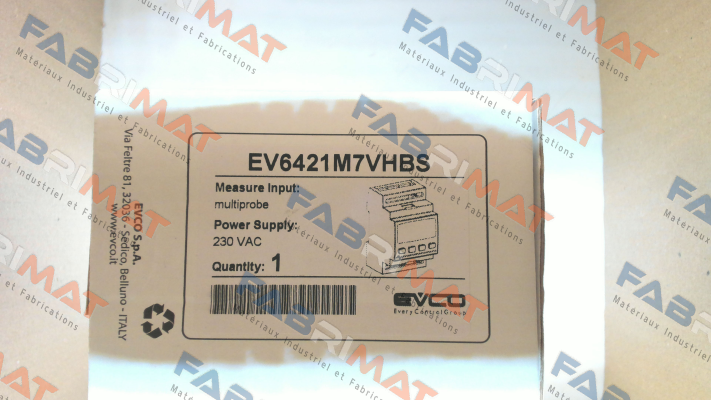 EV6421M7VHBS
Measure Input:
multiprobe
Power Supply:
230 VAC
Quantity: 1
EVCO
Every Control Group
EVCO S.p.A.
Via Feltre 81, 32036 - Sedico, Belluno - ITALY
www.evco.it
FABRIMAT
Materiaux Industriel et Fabrications